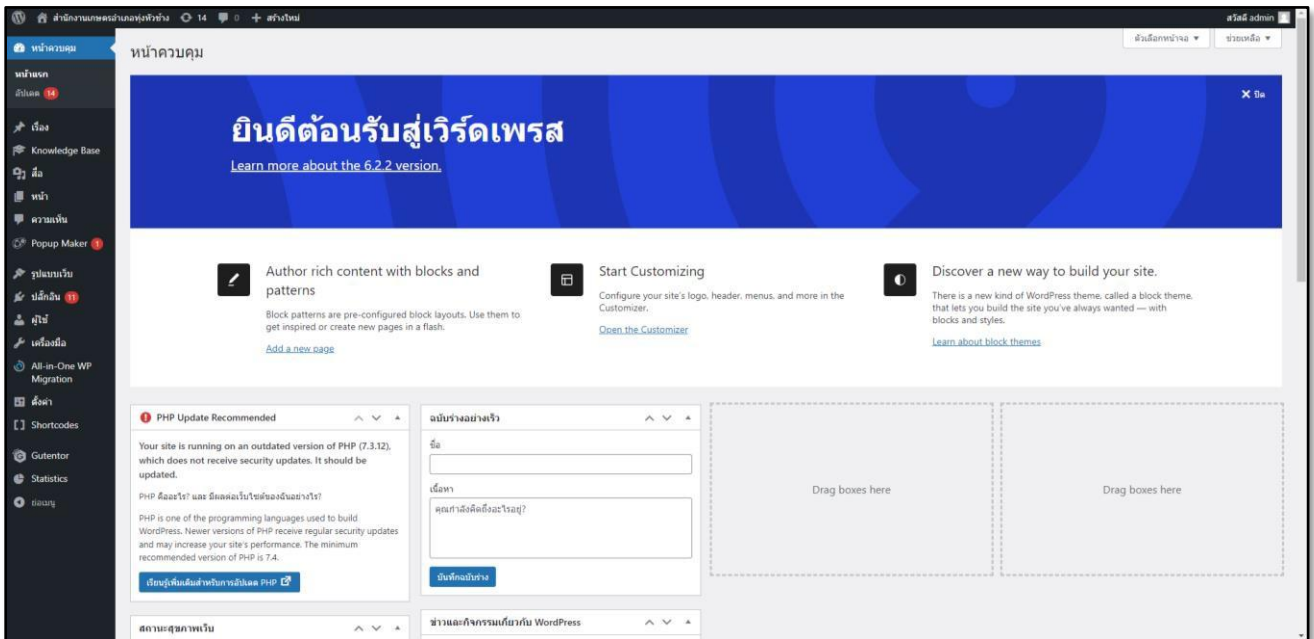 สำนักงานเกษตรอำเภอทุ่งหัวช้าง 14 0 + สร้างใหม่
สวัสดี admin
ตัวเลือกหน้าจอ ช่วยเหลือ
หน้าควบคุม
หน้าแรก
อัปเดต 14
เรื่อง
Knowledge Base
สื่อ
หน้า
ความเห็น
Popup Maker 1
รูปแบบเว็บ
ปลั๊กอิน 11
ผู้ใช้
เครื่องมือ
All-in-One WP
Migration
ตั้งค่า
Shortcodes
Gutentor
Statistics
ย่อเมนู
หน้าควบคุม
ปิด
ยินดีต้อนรับสู่เวิร์ดเพรส
Learn more about the 6.2.2 version.
Author rich content with blocks and
patterns
Block patterns are pre-configured block layouts. Use them to
get inspired or create new pages in a flash.
Add a new page
Start Customizing
Configure your site's logo, header, menus, and more in the
Customizer.
Open the Customizer
Discover a new way to build your site.
There is a new kind of WordPress theme, called a block theme,
that lets you build the site you've always wanted — with
blocks and styles.
Learn about block themes
PHP Update Recommended
Your site is running on an outdated version of PHP (7.3.12),
which does not receive security updates. It should be
updated.
PHP คืออะไร? และ มีผลต่อเว็บไซต์ของฉันอย่างไร?
PHP is one of the programming languages used to build
WordPress. Newer versions of PHP receive regular security updates
and may increase your site's performance. The minimum
recommended version of PHP is 7.4.
เรียนรู้เพิ่มเติมสำหรับการอัปเดต PHP
สถานะสุขภาพเว็บ
ฉบับร่างอย่างเร็ว
ชื่อ
เนื้อหา
คุณกำลังคิดถึงอะไรอยู่?
บันทึกฉบับร่าง
ข่าวและกิจกรรมเกี่ยวกับ WordPress
Drag boxes here
Drag boxes here